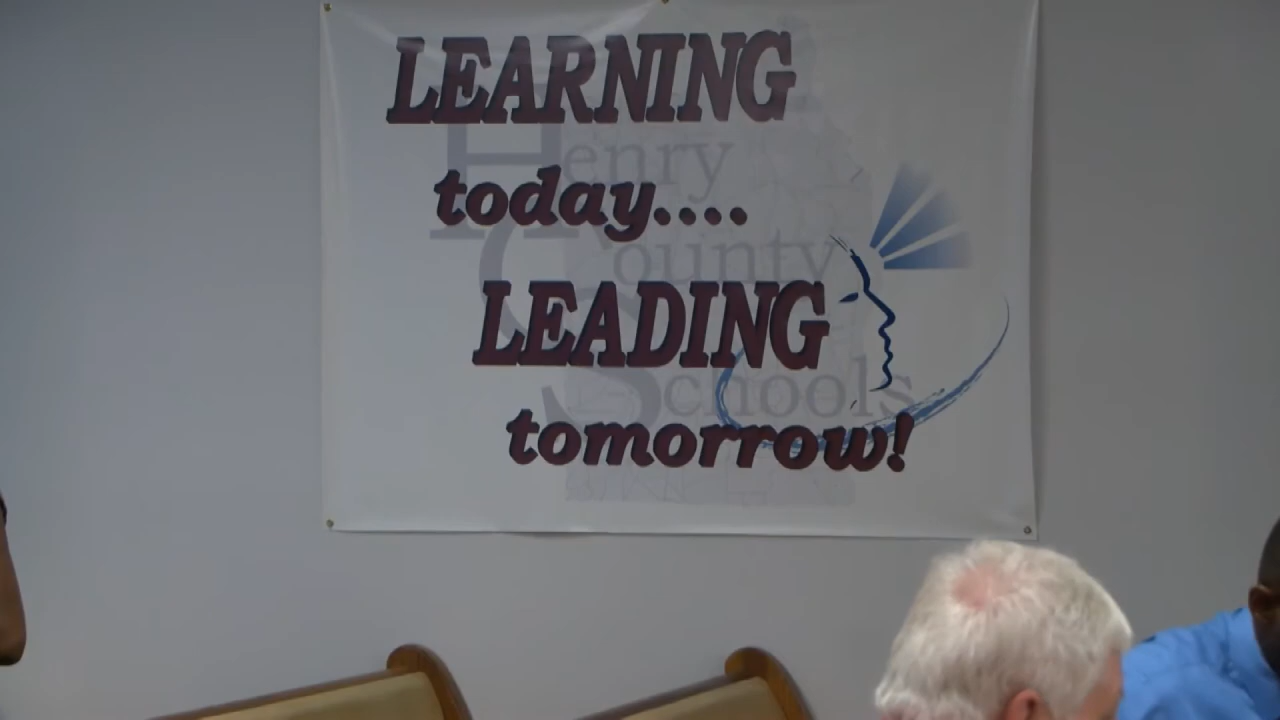 LEARNING
Henry
today....
County
LEADING
Schools
tomorrow!